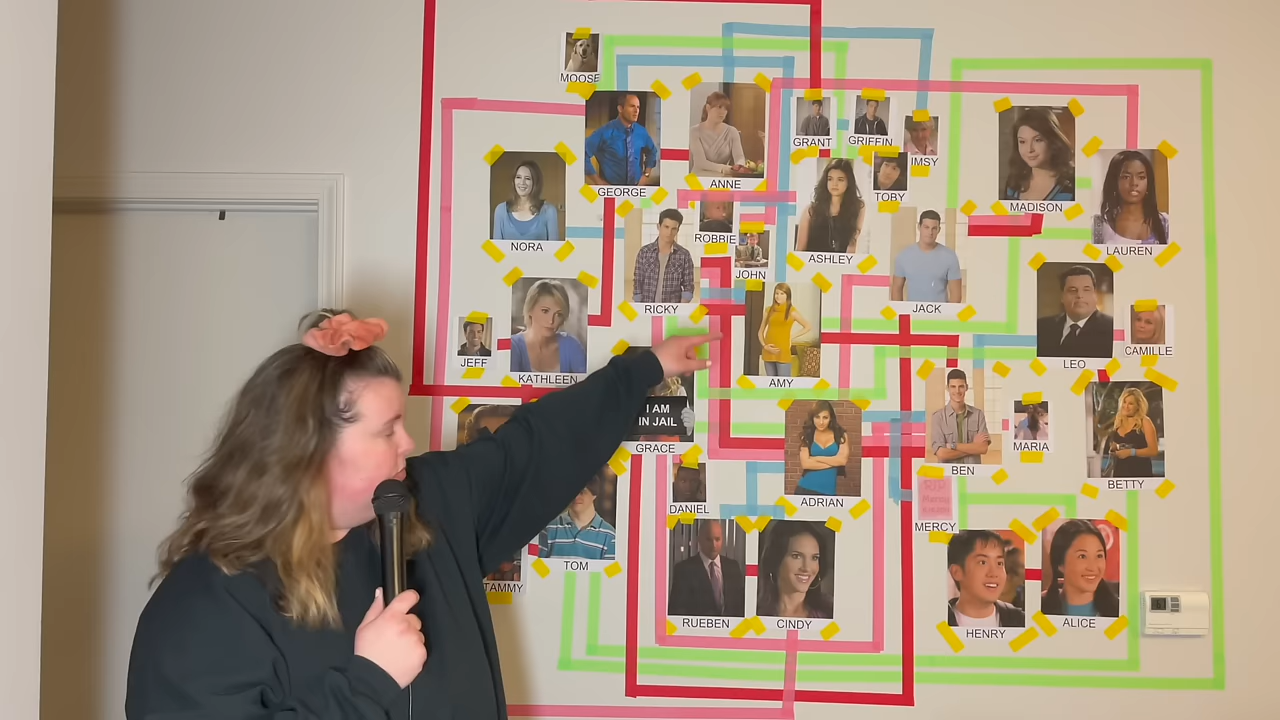 MOOSE
GEORGE
ANNE
GRANT
GRIFFIN
IMSY
TOBY
MADISON
LAUREN
NORA
ROBBIE
JOHN
ASHLEY
RICKY
JACK
JEFF
KATHLEEN
AMY
LEO
CAMILLE
I AM
IN JAIL
GRACE
ADRIAN
BEN
MARIA
BETTY
DANIEL
MERCY
TOM
TAMMY
RUEBEN
CINDY
HENRY
ALICE